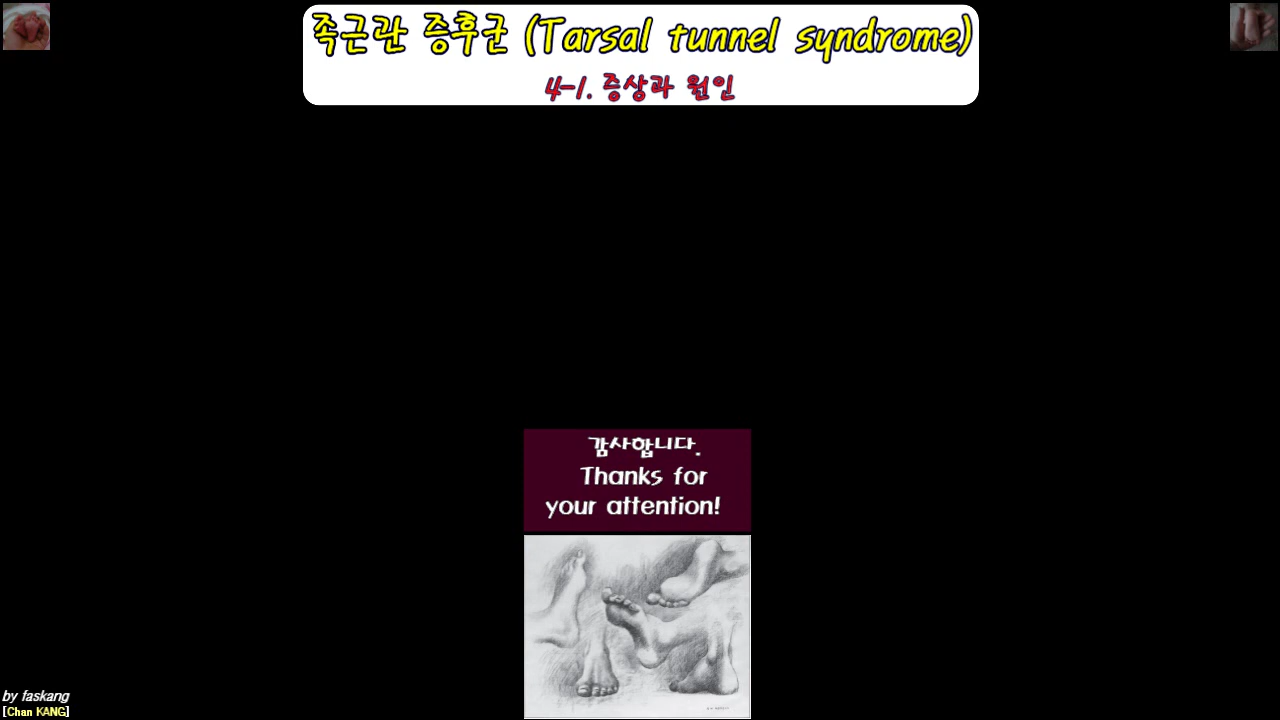 족근관 증후군 (Tarsal tunnel syndrome)
4-1. 증상과 원인
감사합니다.
Thanks for
your attention!
by faskang
[Chan KANG]